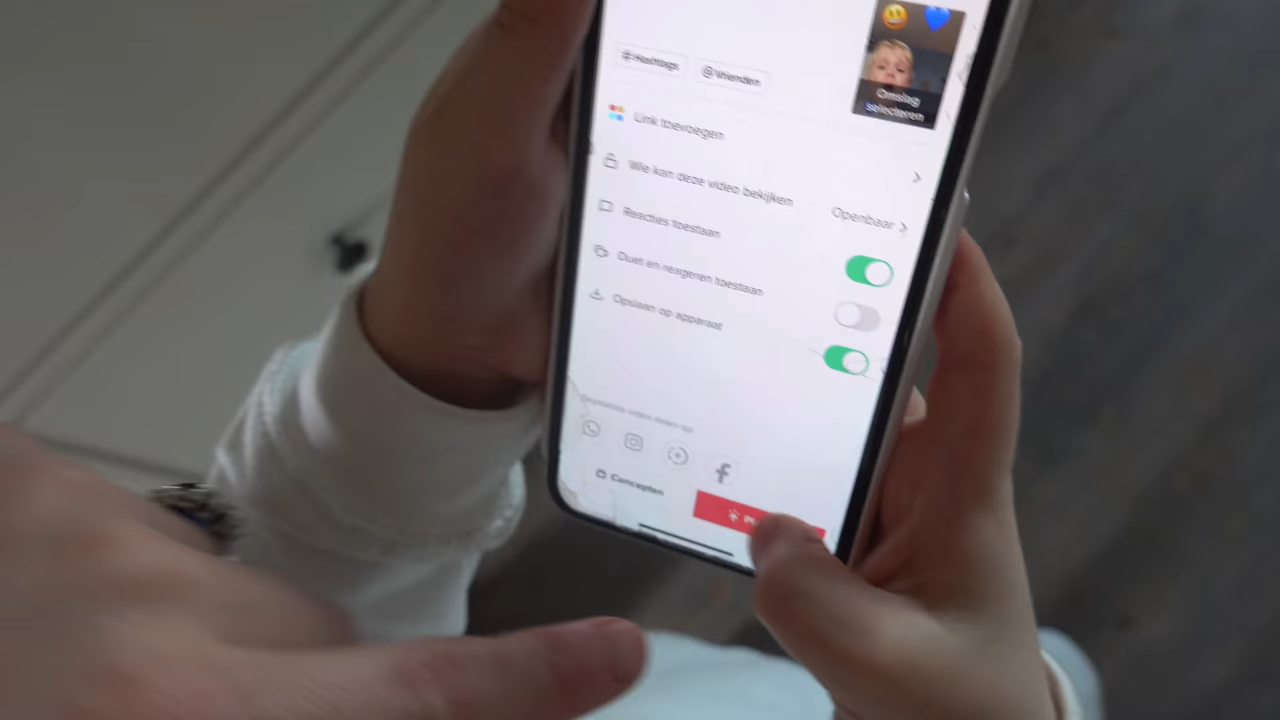 #Hashtags
@Vrienden
Omslag
selecteren
Link toevoegen
Wie kan deze video bekijken
Openbaar
Reacties toestaan
Duet en reageren toestaan
Opslaan op apparaat
Concepten